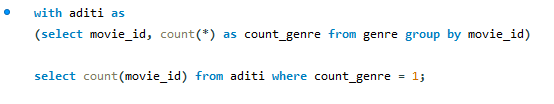 with aditi as
(select movie_id, count(*) as count_genre from genre group by movie_id)
select count(movie_id) from aditi where count_genre = 1;